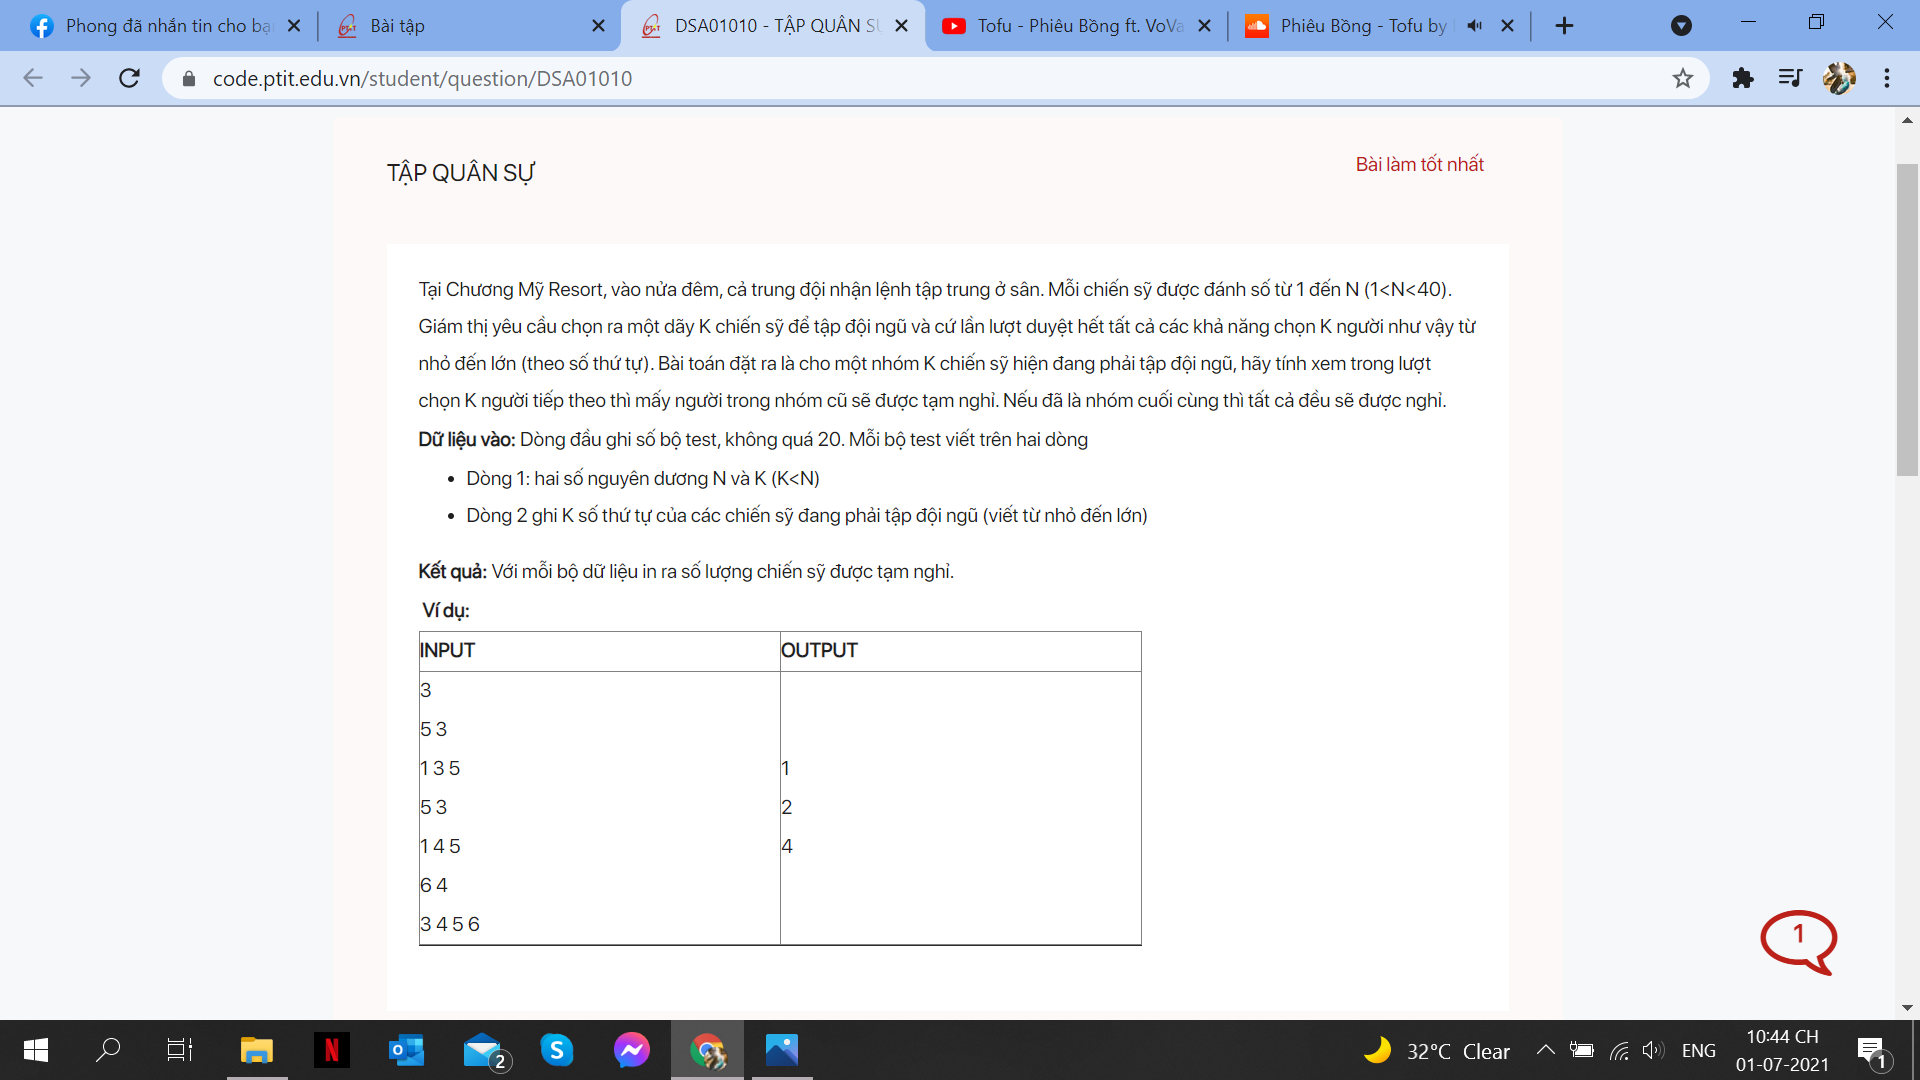 Phong đã nhắn tin cho bạ
Bài tập
DSA01010 - TẬP QUÂN SỰ
Tofu - Phiêu Bồng ft. VoVa
Phiêu Bồng - Tofu by
code.ptit.edu.vn/student/question/DSA01010
TẬP QUÂN SỰ
Bài làm tốt nhất
Tại Chương Mỹ Resort, vào nửa đêm, cả trung đội nhận lệnh tập trung ở sân. Mỗi chiến sỹ được đánh số từ 1 đến N (1<N<40).
Giám thị yêu cầu chọn ra một dãy K chiến sỹ để tập đội ngũ và cứ lần lượt duyệt hết tất cả các khả năng chọn K người như vậy từ
nhỏ đến lớn (theo số thứ tự). Bài toán đặt ra là cho một nhóm K chiến sỹ hiện đang phải tập đội ngũ, hãy tính xem trong lượt
chọn K người tiếp theo thì mấy người trong nhóm cũ sẽ được tạm nghỉ. Nếu đã là nhóm cuối cùng thì tất cả đều sẽ được nghỉ.
Dữ liệu vào: Dòng đầu ghi số bộ test, không quá 20. Mỗi bộ test viết trên hai dòng
• Dòng 1: hai số nguyên dương N và K (K<N)
• Dòng 2 ghi K số thứ tự của các chiến sỹ đang phải tập đội ngũ (viết từ nhỏ đến lớn)
Kết quả: Với mỗi bộ dữ liệu in ra số lượng chiến sỹ được tạm nghỉ.
Ví dụ:
INPUT OUTPUT
3
5 3
1 3 5 1
5 3 2
1 4 5 4
6 4
3 4 5 6
1
2
32°C Clear
ENG
10:44 CH
01-07-2021
1